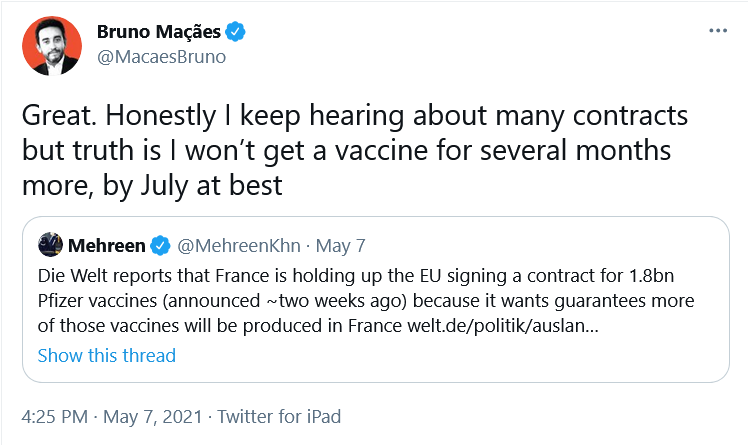 Bruno Maçães
@MacaesBruno
Great. Honestly I keep hearing about many contracts
but truth is I won’t get a vaccine for several months
more, by July at best
Mehreen @MehreenKhn · May 7
Die Welt reports that France is holding up the EU signing a contract for 1.8bn
Pfizer vaccines (announced ~two weeks ago) because it wants guarantees more
of those vaccines will be produced in France welt.de/politik/auslan...
Show this thread
4:25 PM · May 7, 2021 · Twitter for iPad